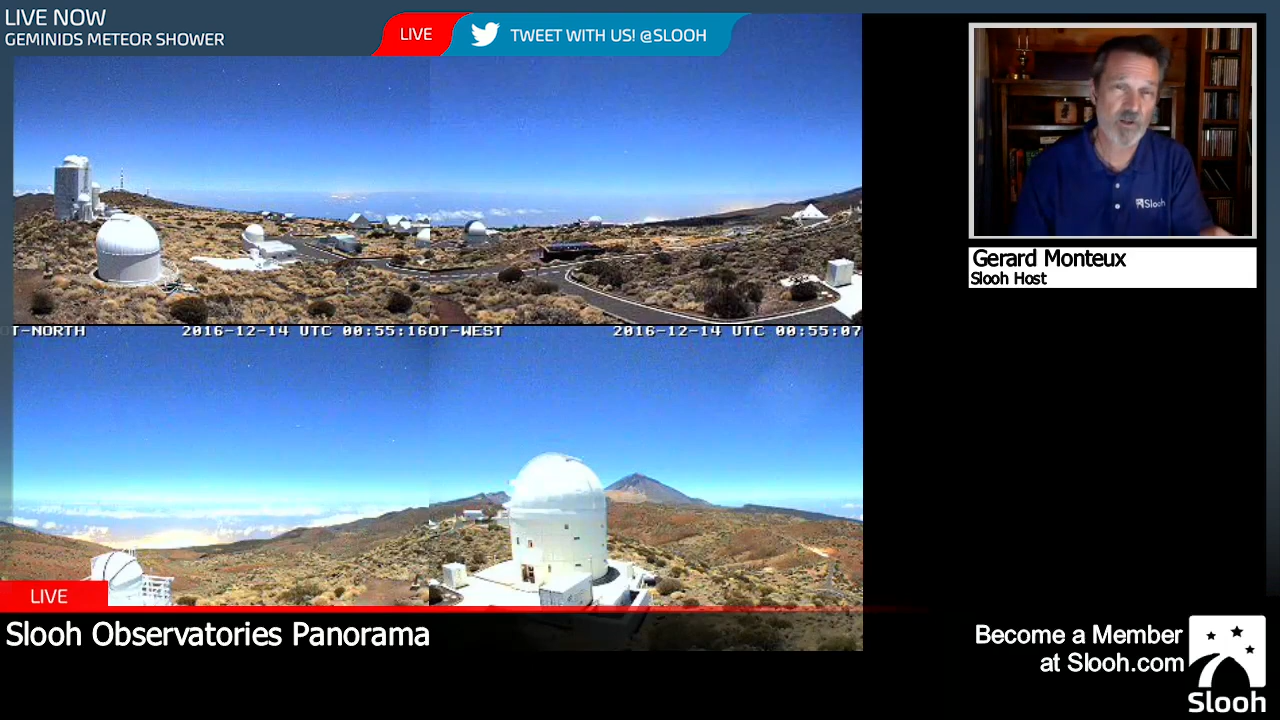 LIVE NOW
GEMINIDS METEOR SHOWER
LIVE
TWEET WITH US! @SLOOH
Slooh
Gerard Monteux
Slooh Host
T-NORTH
2016-12-14 UTC 00:55:16
OT-WEST
2016-12-14 UTC 00:55:07
LIVE
Slooh Observatories Panorama
Become a Member
at Slooh.com
Slooh